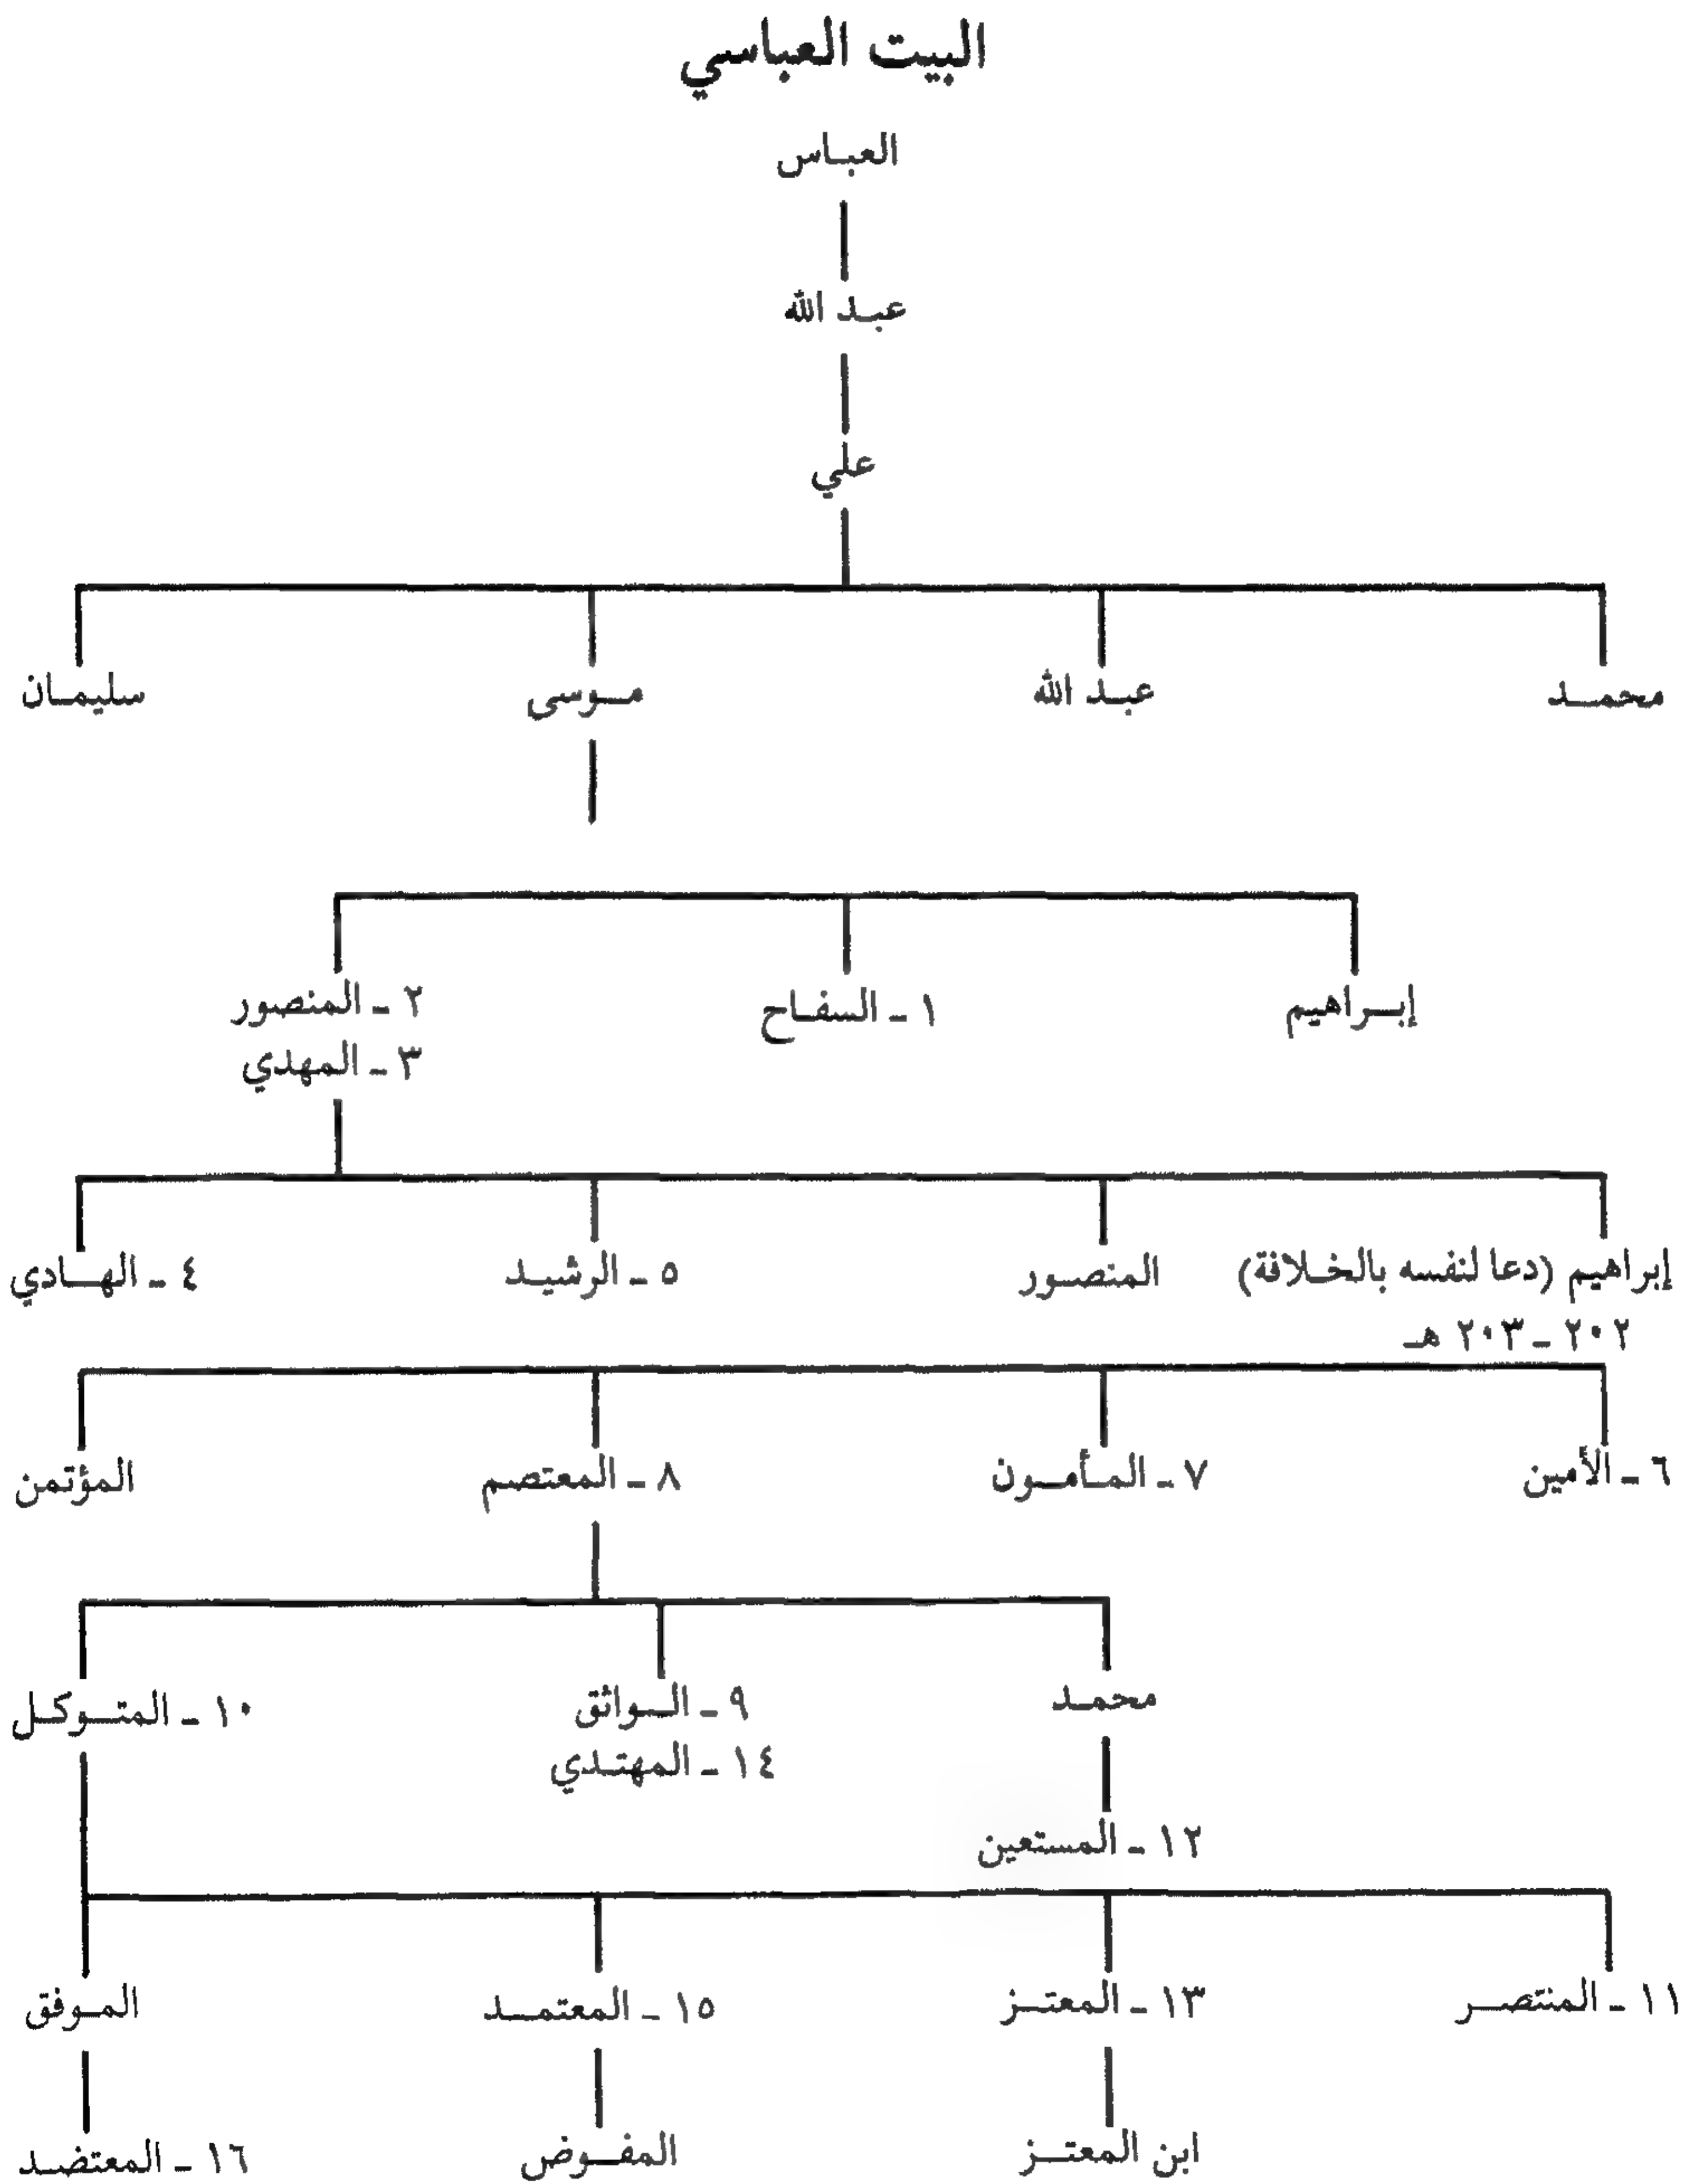 البيت العباسي
العباس
عبد الله
علي
محمد
عبد الله
موسى
سليمان
إبراهيم
١ - السفاح
٢ - المنصور
٣ - المهدي
إبراهيم (دعا لنفسه بالخلافة)
٢٠٢ - ٢٠٣ هـ
المنصور
٥ - الرشيد
٤ - الهادي
٦ - الأمين
٧ - المأمون
٨ - المعتصم
المؤتمن
محمد
١٢ - المستعين
٩ - الواثق
١٤ - المهتدي
١٠ - المتوكل
١١ - المنتصر
١٣ - المعتز
١٥ - المعتمد
الموفق
ابن المعتز
المفوض
١٦ - المعتضد